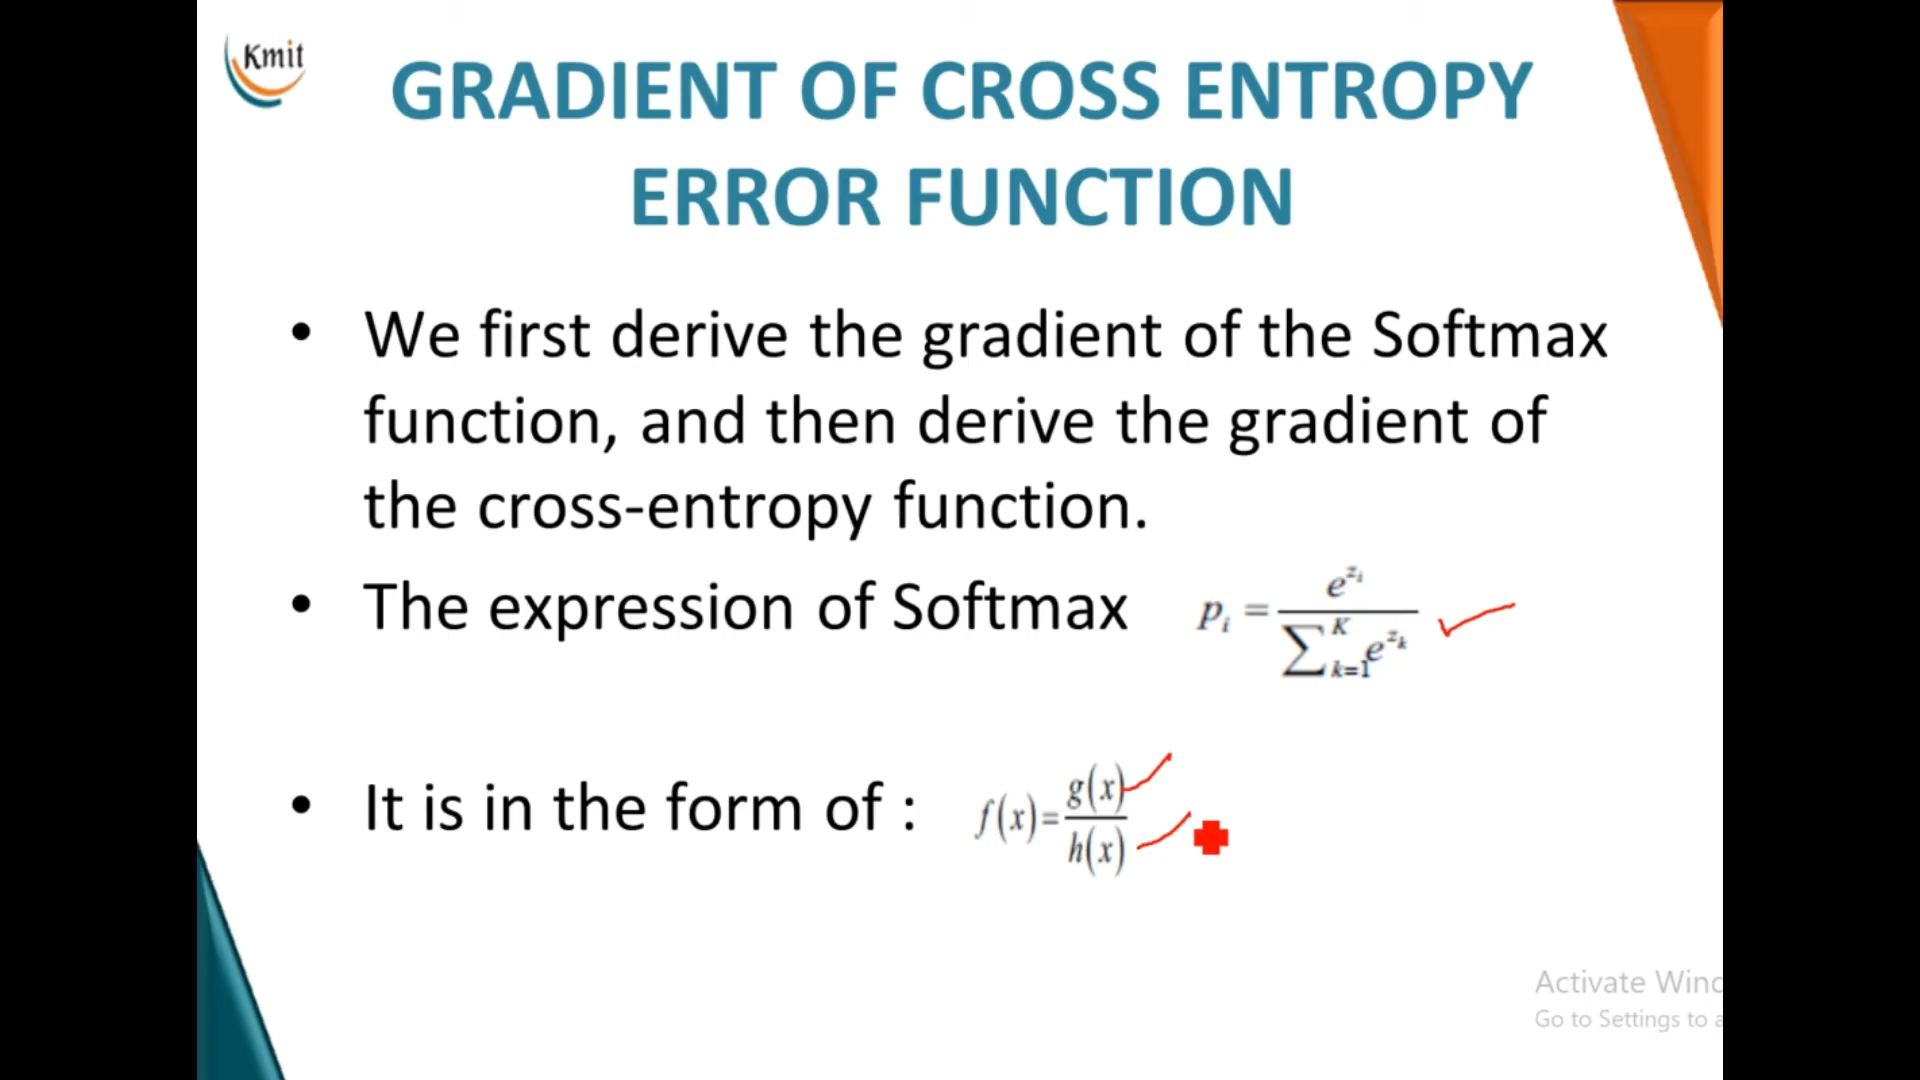 Kmit
GRADIENT OF CROSS ENTROPY
ERROR FUNCTION
• We first derive the gradient of the Softmax
function, and then derive the gradient of
the cross-entropy function.
• The expression of Softmax p_i = e^{z_i} / ∑_{k=1}^{K} e^{z_k}
• It is in the form of : f(x) = g(x) / h(x)
Activate Winc
Go to Settings to a